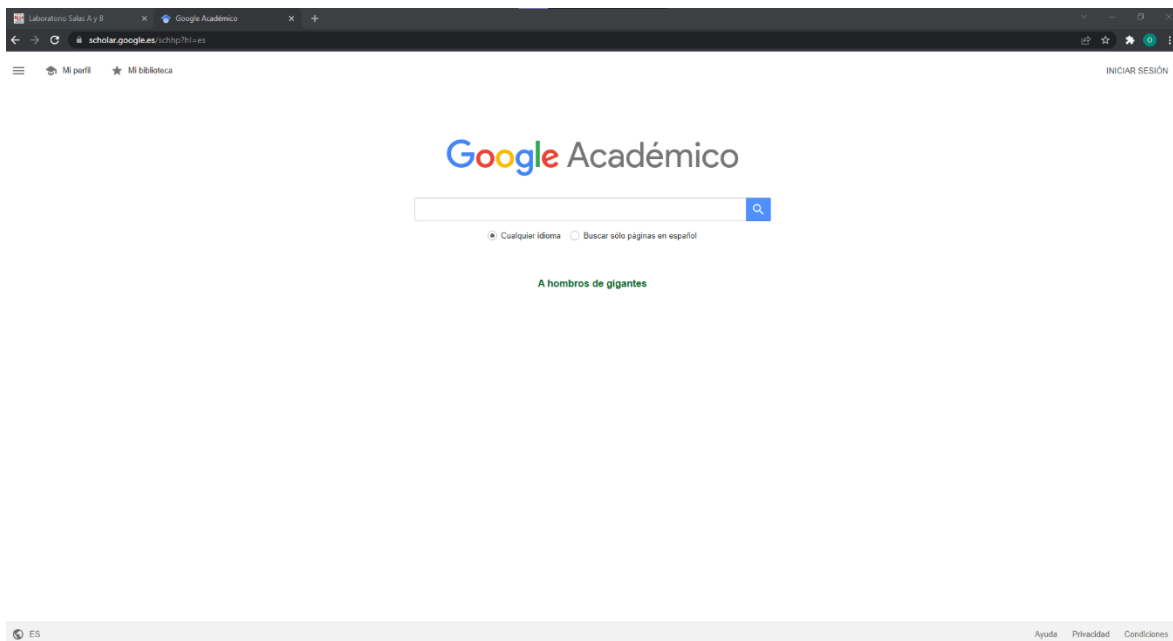 Laboratorio Salas A y B
Google Académico
scholar.google.es/schhp?hl=es
O
Mi perfil
Mi biblioteca
INICIAR SESIÓN
Google Académico
Cualquier idioma
Buscar sólo páginas en español
A hombros de gigantes
ES
Ayuda
Privacidad
Condiciones